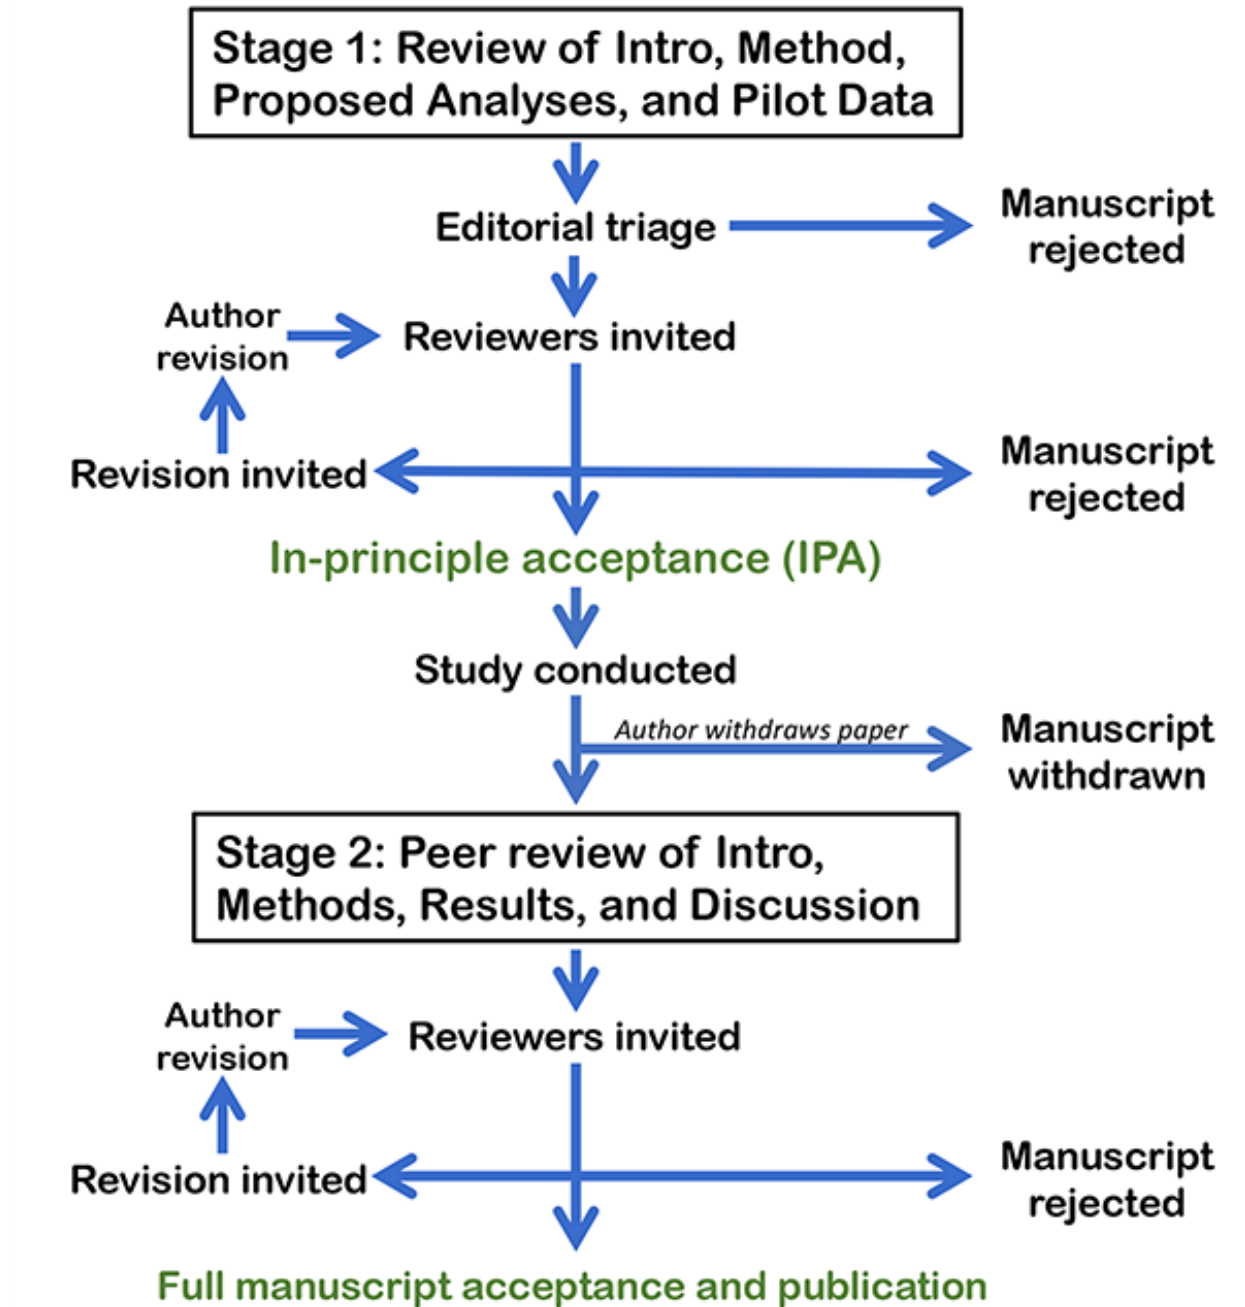 Stage 1: Review of Intro, Method,
Proposed Analyses, and Pilot Data
Editorial triage
Manuscript
rejected
Author
revision
Reviewers invited
Revision invited
Manuscript
rejected
In-principle acceptance (IPA)
Study conducted
Author withdraws paper
Manuscript
withdrawn
Stage 2: Peer review of Intro,
Methods, Results, and Discussion
Author
revision
Reviewers invited
Revision invited
Manuscript
rejected
Full manuscript acceptance and publication